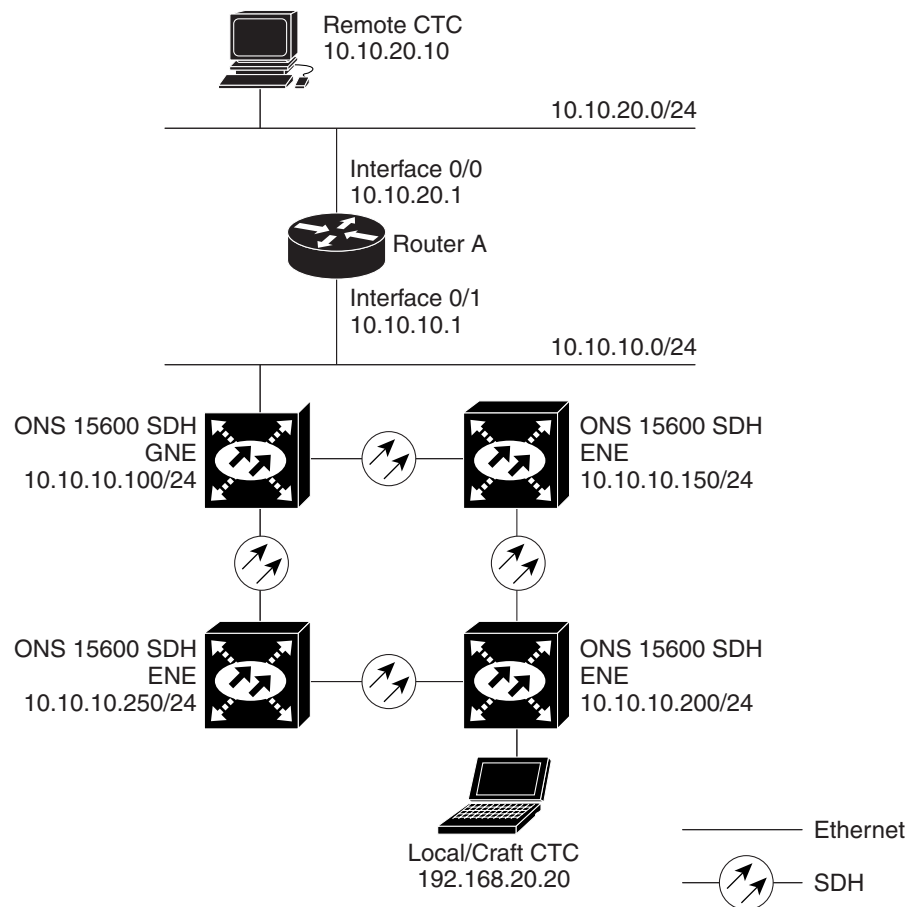 Remote CTC
10.10.20.10
10.10.20.0/24
Interface 0/0
10.10.20.1
Router A
Interface 0/1
10.10.10.1
10.10.10.0/24
ONS 15600 SDH
GNE
10.10.10.100/24
ONS 15600 SDH
ENE
10.10.10.150/24
ONS 15600 SDH
ENE
10.10.10.250/24
ONS 15600 SDH
ENE
10.10.10.200/24
Local/Craft CTC
192.168.20.20
Ethernet
SDH